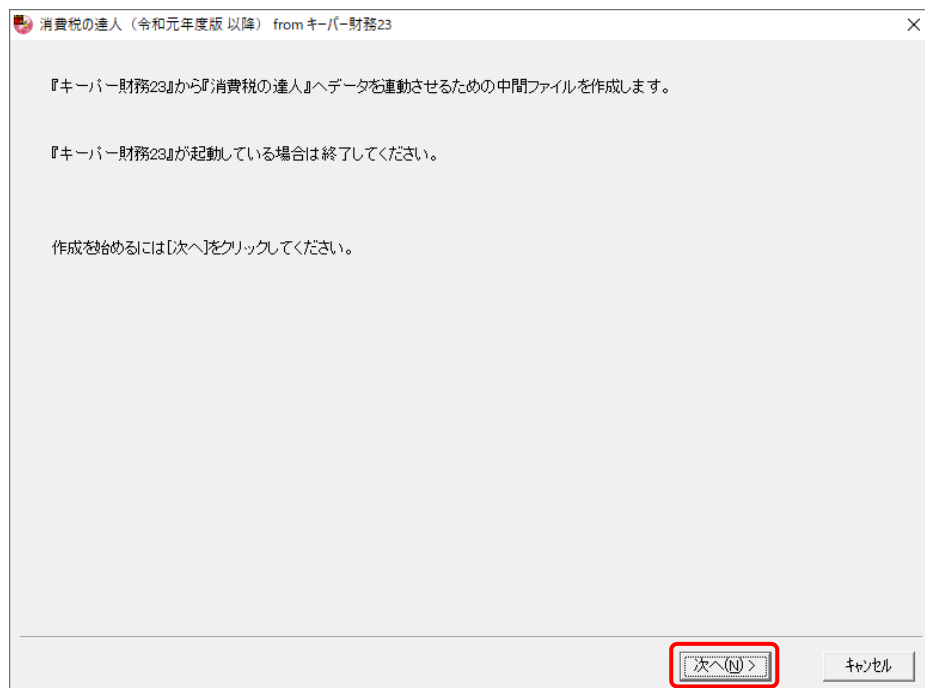 消費税の達人（令和元年度版 以降） from キーパー財務23
『キーパー財務23』から『消費税の達人』へデータを連動させるための中間ファイルを作成します。
『キーパー財務23』が起動している場合は終了してください。
作成を始めるには[次へ]をクリックしてください。
次へ(N) >
キャンセル